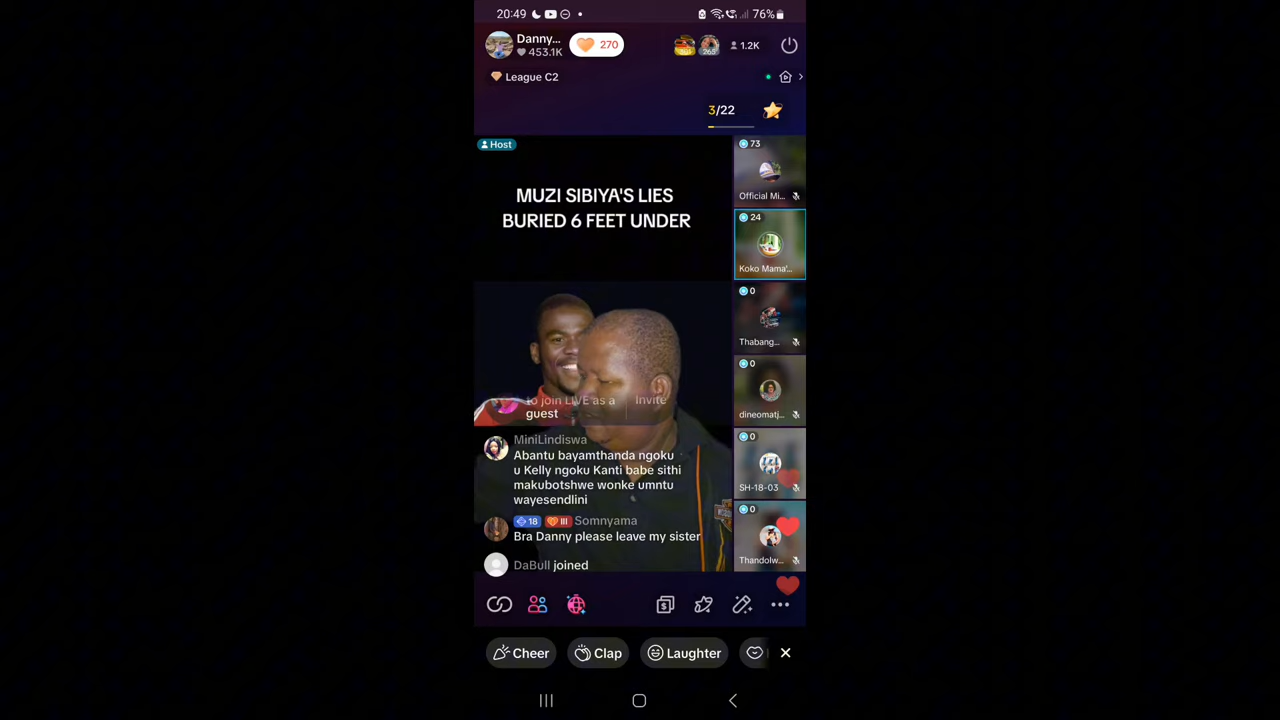 20:49
76%
Danny...
453.1K
270
1.2K
League C2
3/22
Host
MUZI SIBIYA'S LIES
BURIED 6 FEET UNDER
73
Official Mi...
24
Koko Mama'...
0
Thabang...
0
dineomatj...
0
SH-18-03
0
Thandolw...
to join LIVE as a
guest
Invite
MiniLindiswa
Abantu bayamthanda ngoku
u Kelly ngoku Kanti babe sithi
makubotshwe wonke umntu
wayesendlini
18 III Somnyama
Bra Danny please leave my sister
DaBull joined
Cheer
Clap
Laughter